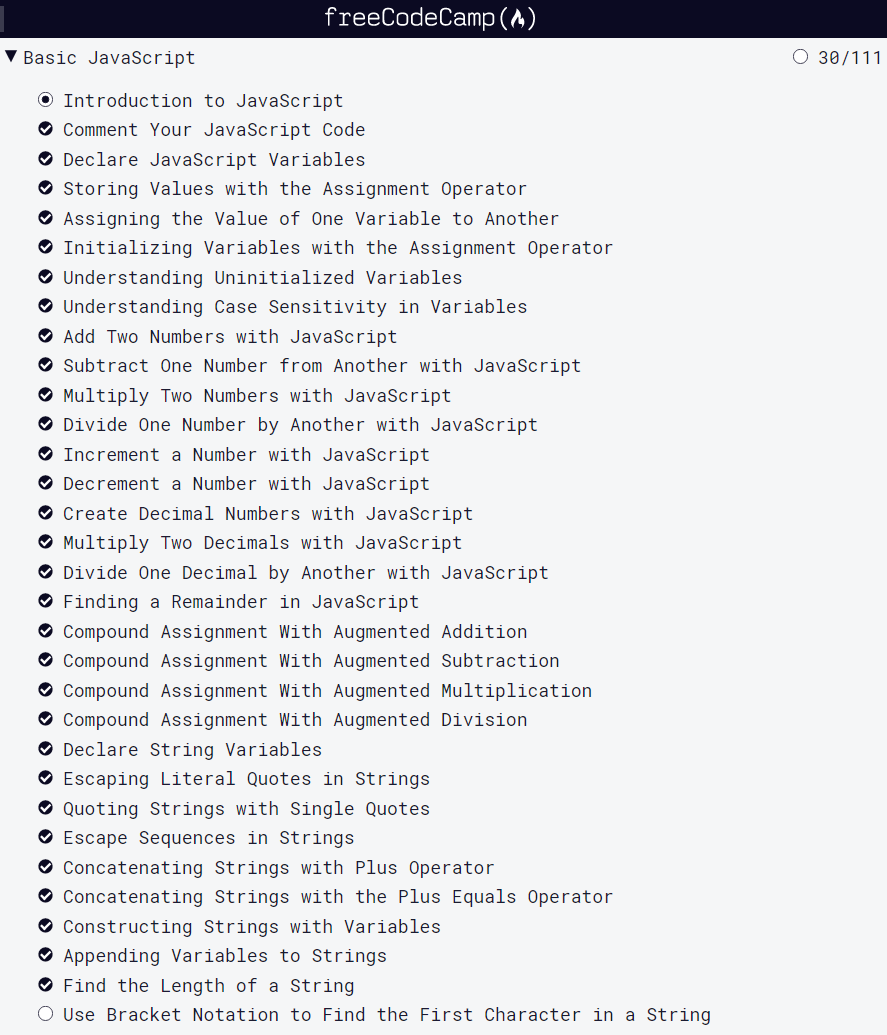 freeCodeCamp(🔥)
Basic JavaScript 30/111
Introduction to JavaScript
Comment Your JavaScript Code
Declare JavaScript Variables
Storing Values with the Assignment Operator
Assigning the Value of One Variable to Another
Initializing Variables with the Assignment Operator
Understanding Uninitialized Variables
Understanding Case Sensitivity in Variables
Add Two Numbers with JavaScript
Subtract One Number from Another with JavaScript
Multiply Two Numbers with JavaScript
Divide One Number by Another with JavaScript
Increment a Number with JavaScript
Decrement a Number with JavaScript
Create Decimal Numbers with JavaScript
Multiply Two Decimals with JavaScript
Divide One Decimal by Another with JavaScript
Finding a Remainder in JavaScript
Compound Assignment With Augmented Addition
Compound Assignment With Augmented Subtraction
Compound Assignment With Augmented Multiplication
Compound Assignment With Augmented Division
Declare String Variables
Escaping Literal Quotes in Strings
Quoting Strings with Single Quotes
Escape Sequences in Strings
Concatenating Strings with Plus Operator
Concatenating Strings with the Plus Equals Operator
Constructing Strings with Variables
Appending Variables to Strings
Find the Length of a String
Use Bracket Notation to Find the First Character in a String